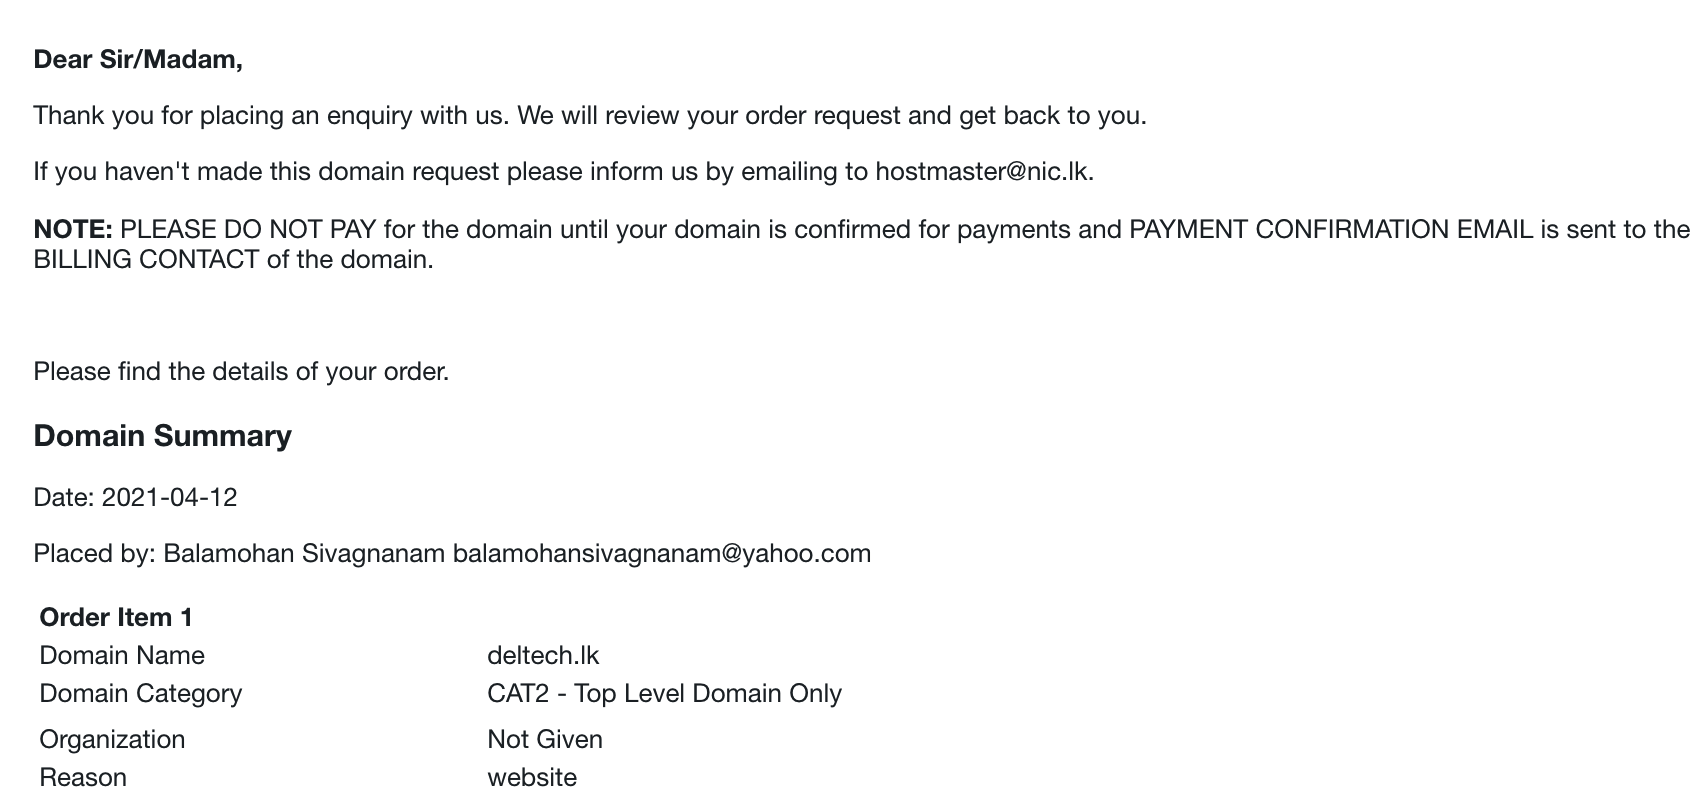 Dear Sir/Madam,
Thank you for placing an enquiry with us. We will review your order request and get back to you.
If you haven't made this domain request please inform us by emailing to hostmaster@nic.lk.
NOTE: PLEASE DO NOT PAY for the domain until your domain is confirmed for payments and PAYMENT CONFIRMATION EMAIL is sent to the
BILLING CONTACT of the domain.
Please find the details of your order.
Domain Summary
Date: 2021-04-12
Placed by: Balamohan Sivagnanam balamohansivagnanam@yahoo.com
Order Item 1
Domain Name deltech.lk
Domain Category CAT2 - Top Level Domain Only
Organization Not Given
Reason website